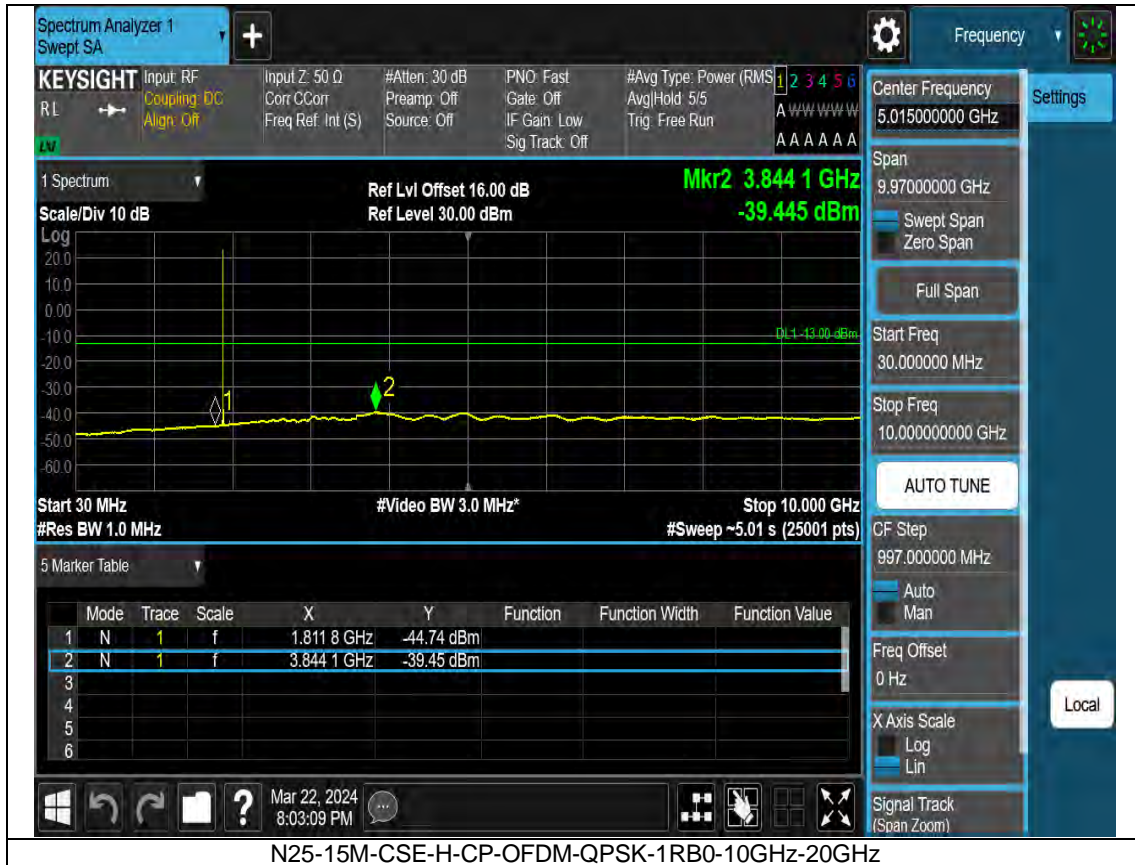 Spectrum Analyzer 1
Swept SA
+
Frequency
KEYSIGHT
RL
Input: RF
Coupling: DC
Align: Off
Input Z: 50 Ω
Corr CCorr
Freq Ref: Int (S)
#Atten: 30 dB
Preamp: Off
Source: Off
PNO: Fast
Gate: Off
IF Gain: Low
Sig Track: Off
#Avg Type: Power (RMS
Avg|Hold: 5/5
Trig: Free Run
1 2 3 4 5 6
A W W W W W
A A A A A A
1 Spectrum
Scale/Div 10 dB
Ref Lvl Offset 16.00 dB
Ref Level 30.00 dBm
Mkr2 3.844 1 GHz
-39.445 dBm
Log
20.0
10.0
0.00
-10.0
-20.0
-30.0
-40.0
-50.0
-60.0
DL1 -13.00 dBm
1
2
Start 30 MHz
#Video BW 3.0 MHz*
Stop 10.000 GHz
#Res BW 1.0 MHz
#Sweep ~5.01 s (25001 pts)
5 Marker Table
Mode Trace Scale X Y Function Function Width Function Value
1 N 1 f 1.811 8 GHz -44.74 dBm
2 N 1 f 3.844 1 GHz -39.45 dBm
3
4
5
6
Mar 22, 2024
8:03:09 PM
Center Frequency
5.015000000 GHz
Settings
Span
9.97000000 GHz
Swept Span
Zero Span
Full Span
Start Freq
30.000000 MHz
Stop Freq
10.000000000 GHz
AUTO TUNE
CF Step
997.000000 MHz
Auto
Man
Freq Offset
0 Hz
X Axis Scale
Log
Lin
Local
Signal Track
(Span Zoom)
N25-15M-CSE-H-CP-OFDM-QPSK-1RB0-10GHz-20GHz